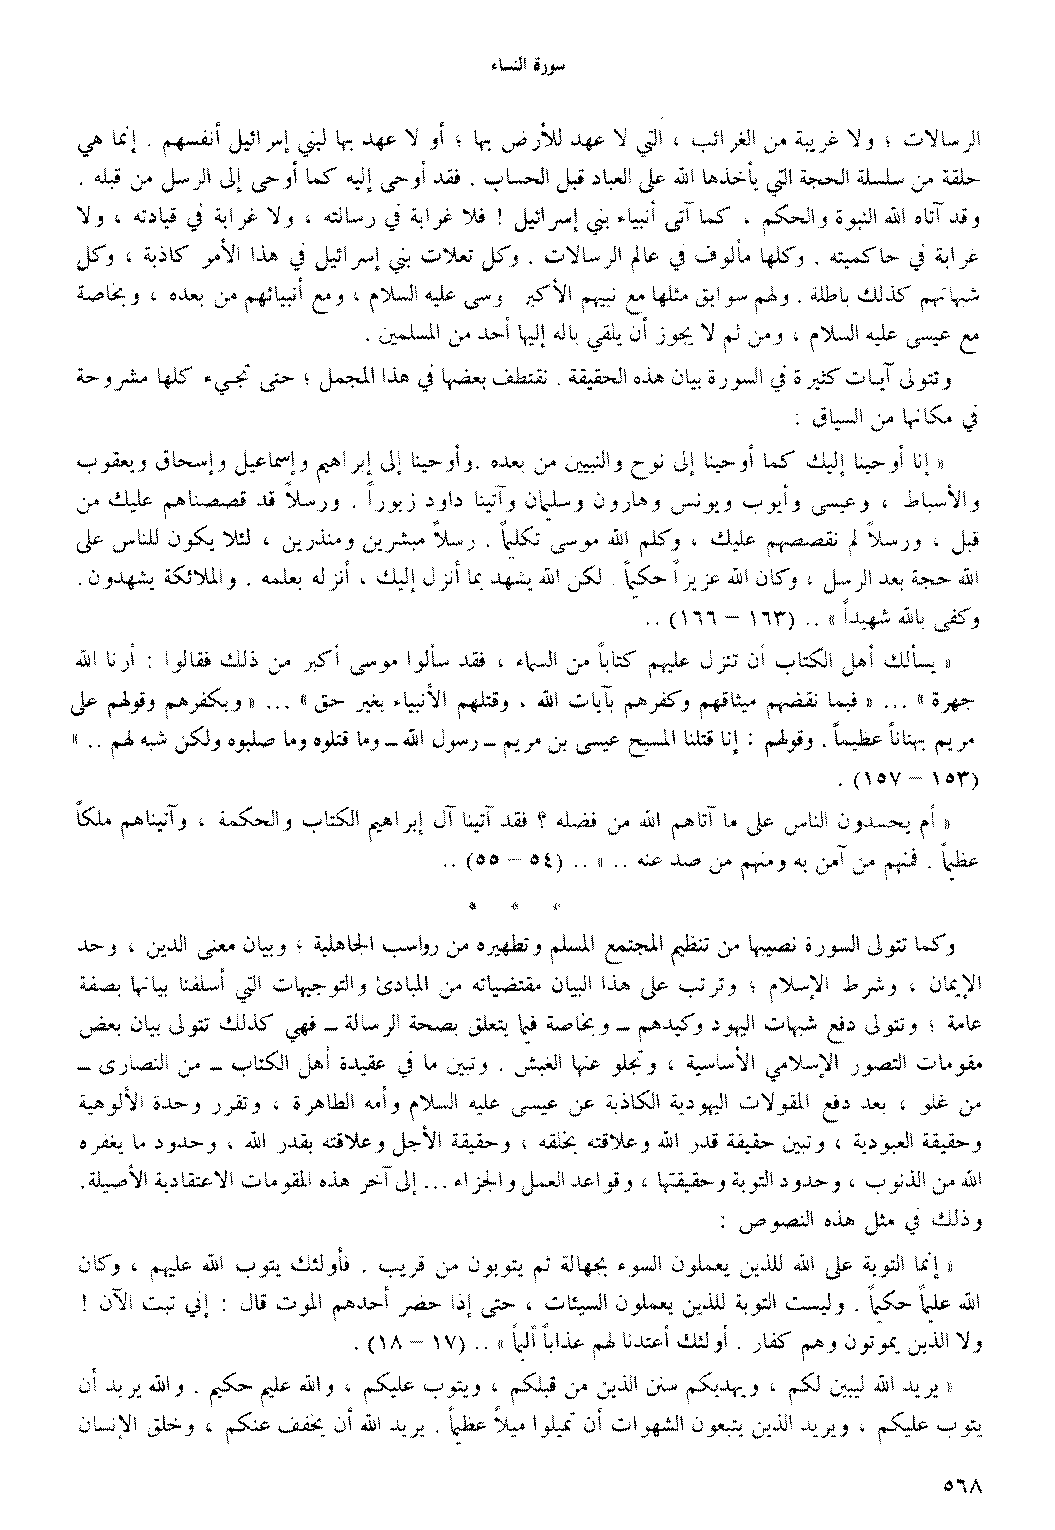 سورة النساء
الرسالات ؛ ولا غريبة من الغرائب ، التي لا عهد للأرض بها ؛ أو لا عهد بها لبني إسرائيل أنفسهم . إنما هي
حلقة من سلسلة الحجة التي يأخذها الله على العباد قبل الحساب . فقد أوحى إليه كما أوحى إلى الرسل من قبله .
وقد آتاه الله النبوة والحكم ، كما آتى أنبياء بني إسرائيل ! فلا غرابة في رسالته ، ولا غرابة في قيادته ، ولا
غرابة في حاكميته . وكلها مألوف في عالم الرسالات . وكل تعلات بني إسرائيل في هذا الأمر كاذبة ، وكل
شبهاتهم كذلك باطلة . ولهم سوابق مثلها مع نبيهم الأكبر وسى عليه السلام ، ومع أنبيائهم من بعده ، وبخاصة
مع عيسى عليه السلام ، ومن ثم لا يجوز أن يلقي باله إليها أحد من المسلمين .
وتتولى آيات كثيرة في السورة بيان هذه الحقيقة . نقتطف بعضها في هذا المجمل ؛ حتى تجيء كلها مشروحة
في مكانها من السياق :
« إنا أوحينا إليك كما أوحينا إلى نوح والنبيين من بعده .وأوحينا إلى إبراهيم وإسماعيل وإسحاق ويعقوب
والأسباط ، وعيسى وأيوب ويونس وهارون وسليمان وآتينا داود زبوراً . ورسلاً قد قصصناهم عليك من
قبل ، ورسلاً لم نقصصهم عليك ، وكلم الله موسى تكليماً . رسلاً مبشرين ومنذرين ، لئلا يكون للناس على
الله حجة بعد الرسل ، وكان الله عزيزاً حكيماً . لكن الله يشهد بما أنزل إليك ، أنزله بعلمه . والملائكة يشهدون .
وكفى بالله شهيداً » .. (١٦٣ – ١٦٦) ..
« يسألك أهل الكتاب أن تنزل عليهم كتاباً من السماء ، فقد سألوا موسى أكبر من ذلك فقالوا : أرنا الله
جهرة » ... « فبما نقضهم ميثاقهم وكفرهم بآيات الله ، وقتلهم الأنبياء بغير حق » ... « وبكفرهم وقولهم على
مريم بهتاناً عظيماً . وقولهم : إنا قتلنا المسيح عيسى بن مريم – رسول الله – وما قتلوه وما صلبوه ولكن شبه لهم .. »
(١٥٣ – ١٥٧) .
« أم يحسدون الناس على ما آتاهم الله من فضله ؟ فقد آتينا آل إبراهيم الكتاب والحكمة ، وآتيناهم ملكاً
عظيماً . فمنهم من آمن به ومنهم من صد عنه .. » .. (٥٤ – ٥٥) ..
* * *
وكما تتولى السورة نصيبها من تنظيم المجتمع المسلم وتطهيره من رواسب الجاهلية ؛ وبيان معنى الدين ، وحد
الإيمان ، وشرط الإسلام ؛ وترتب على هذا البيان مقتضياته من المبادئ والتوجيهات التي أسلفنا بيانها بصفة
عامة ؛ وتتولى دفع شبهات اليهود وكيدهم – وبخاصة فيما يتعلق بصحة الرسالة – فهي كذلك تتولى بيان بعض
مقومات التصور الإسلامي الأساسية ، وتجلو عنها الغبش . وتبين ما في عقيدة أهل الكتاب – من النصارى –
من غلو ، بعد دفع المقولات اليهودية الكاذبة عن عيسى عليه السلام وأمه الطاهرة ، وتقرر وحدة الألوهية
وحقيقة العبودية ، وتبين حقيقة قدر الله وعلاقته بخلقه ، وحقيقة الأجل وعلاقته بقدر الله ، وحدود ما يغفره
الله من الذنوب ، وحدود التوبة وحقيقتها ، وقواعد العمل والجزاء ... إلى آخر هذه المقومات الاعتقادية الأصيلة.
وذلك في مثل هذه النصوص :
« إنما التوبة على الله للذين يعملون السوء بجهالة ثم يتوبون من قريب . فأولئك يتوب الله عليهم ، وكان
الله عليماً حكيماً . وليست التوبة للذين يعملون السيئات ، حتى إذا حضر أحدهم الموت قال : إني تبت الآن !
ولا الذين يموتون وهم كفار . أولئك أعتدنا لهم عذاباً أليماً » .. (١٧ – ١٨) .
« يريد الله ليبين لكم ، ويهديكم سنن الذين من قبلكم ، ويتوب عليكم ، والله عليم حكيم . والله يريد أن
يتوب عليكم ، ويريد الذين يتبعون الشهوات أن تميلوا ميلاً عظيماً . يريد الله أن يخفف عنكم ، وخلق الإنسان
٥٦٨